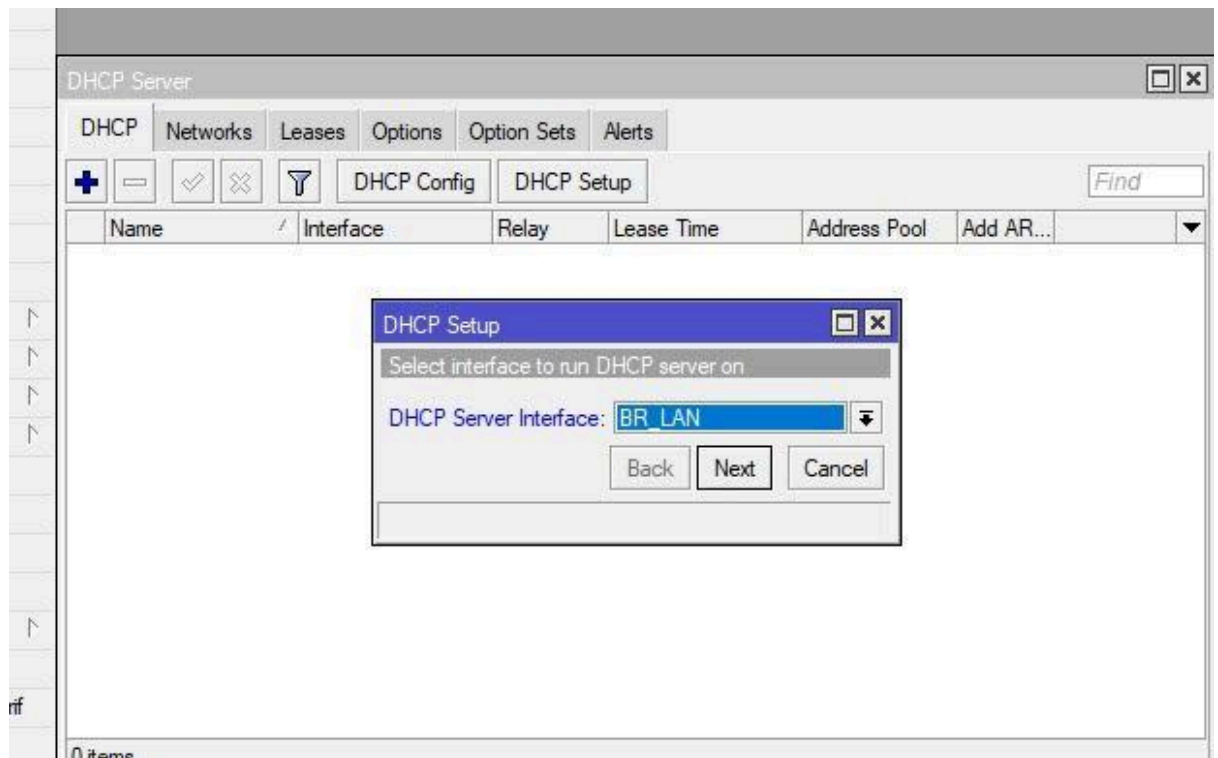 DHCP Server
DHCP Networks Leases Options Option Sets Alerts
DHCP Config DHCP Setup Find
Name Interface Relay Lease Time Address Pool Add AR...
DHCP Setup
Select interface to run DHCP server on
DHCP Server Interface: BR_LAN
Back Next Cancel
0 items